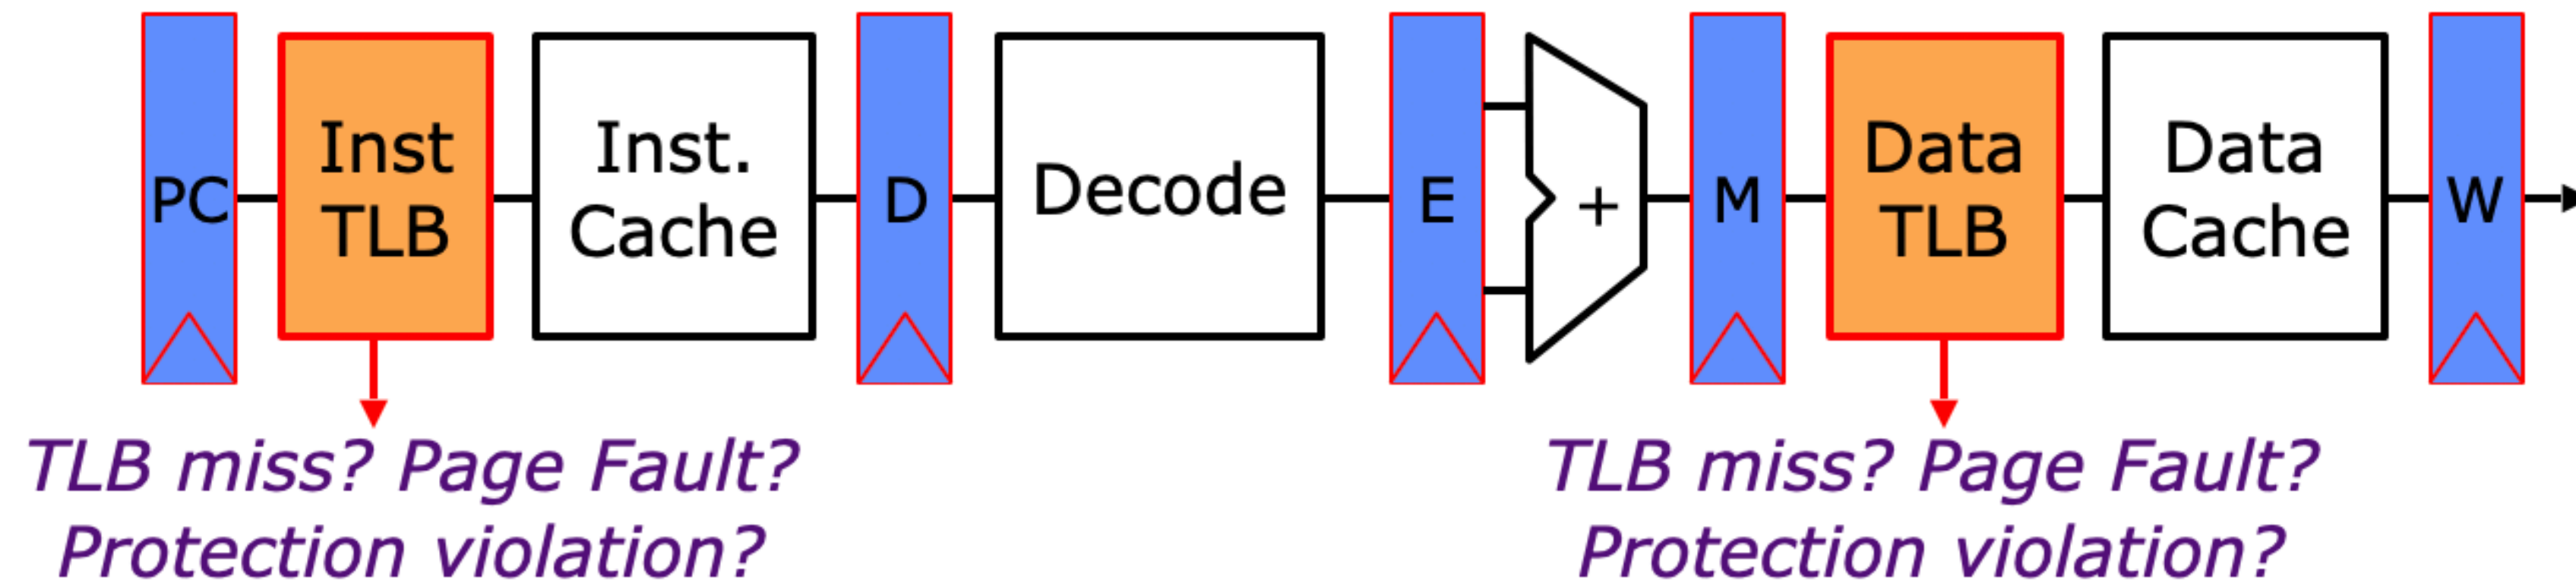 PC
Inst
TLB
Inst.
Cache
D
Decode
E
+
M
Data
TLB
Data
Cache
W
TLB miss? Page Fault?
Protection violation?
TLB miss? Page Fault?
Protection violation?